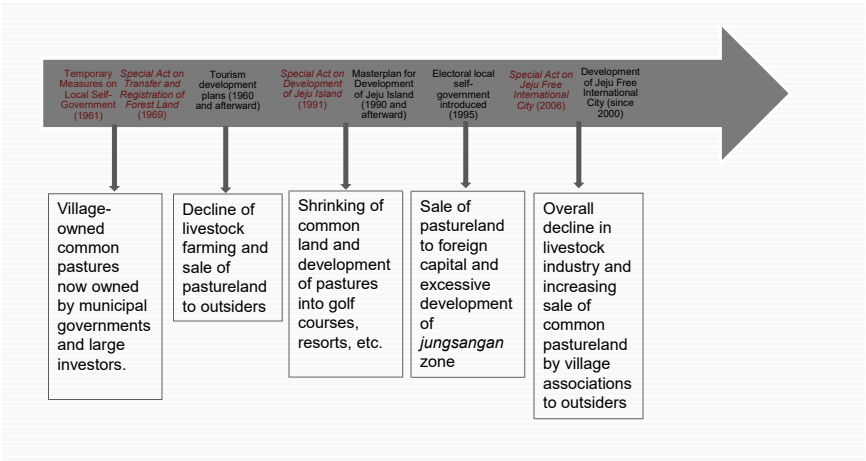 Temporary
Measures on
Local Self-
Government
(1961)
Special Act on
Transfer and
Registration of
Forest Land
(1969)
Tourism
development
plans (1960
and afterward)
Special Act on
Development
of Jeju Island
(1991)
Masterplan for
Development
of Jeju Island
(1990 and
afterward)
Electoral local
self-
government
introduced
(1995)
Special Act on
Jeju Free
International
City (2006)
Development
of Jeju Free
International
City (since
2000)
Village-
owned
common
pastures
now owned
by municipal
governments
and large
investors.
Decline of
livestock
farming and
sale of
pastureland
to outsiders
Shrinking of
common
land and
development
of pastures
into golf
courses,
resorts, etc.
Sale of
pastureland
to foreign
capital and
excessive
development
of
jungsangan
zone
Overall
decline in
livestock
industry and
increasing
sale of
common
pastureland
by village
associations
to outsiders